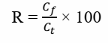 R = C_f / C_t × 100